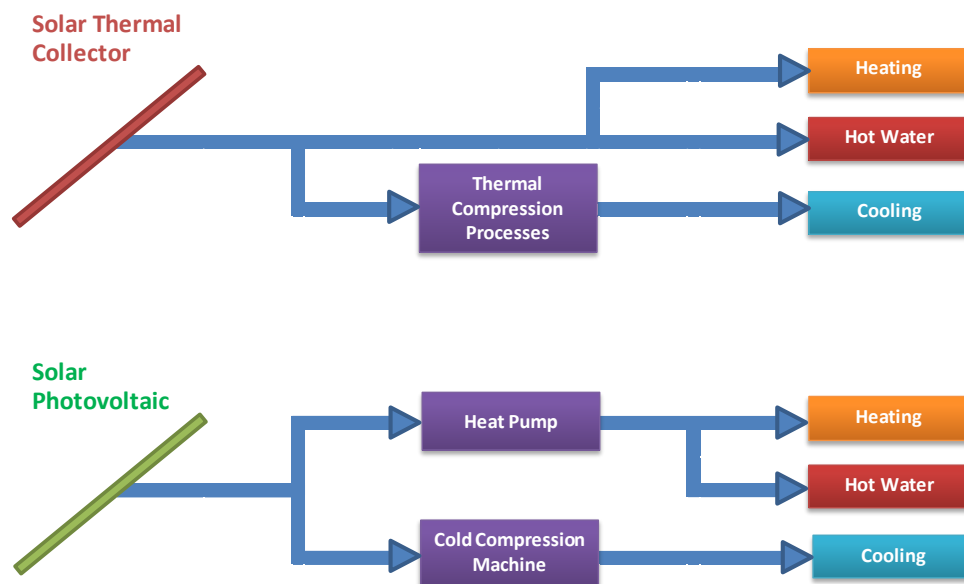 Solar Thermal
Collector
Heating
Hot Water
Thermal
Compression
Processes
Cooling
Solar
Photovoltaic
Heat Pump
Heating
Hot Water
Cold Compression
Machine
Cooling